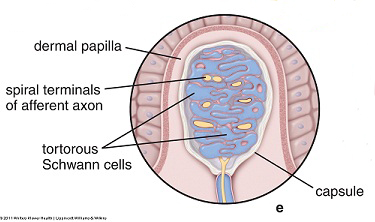 dermal papilla
spiral terminals
of afferent axon
tortorous
Schwann cells
capsule
e